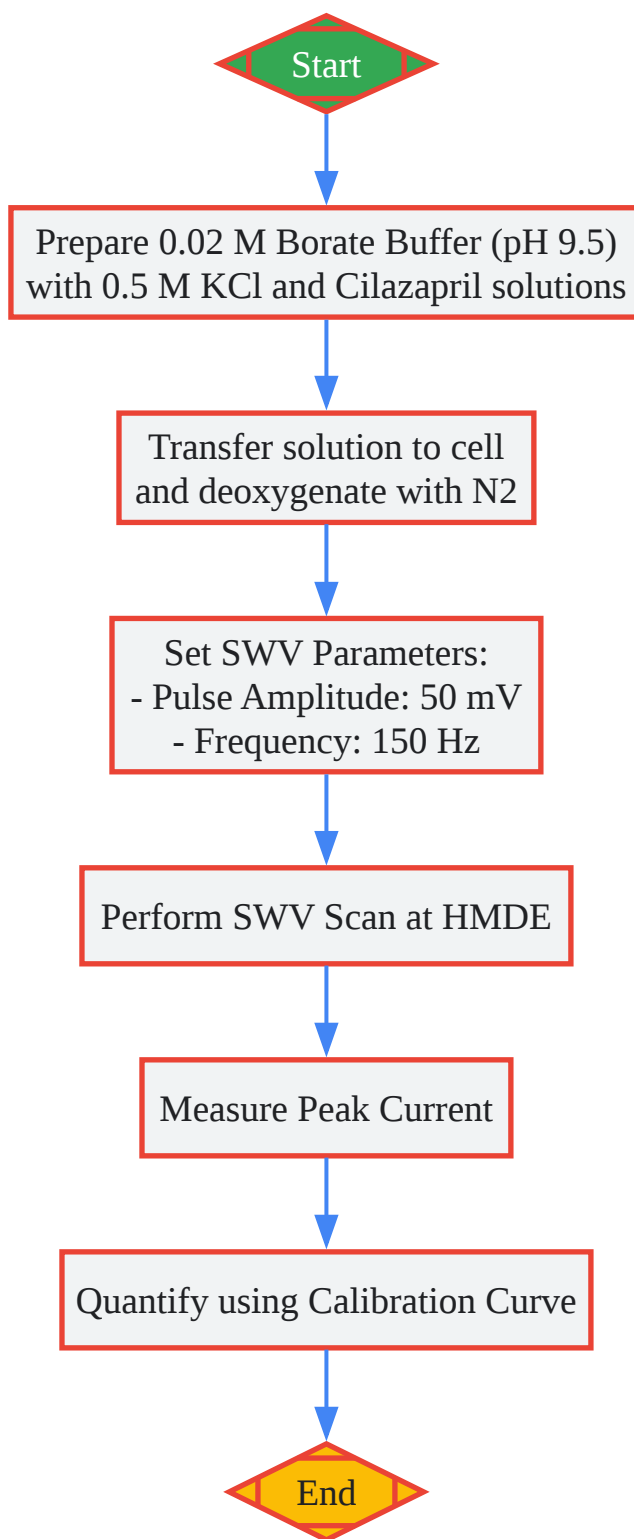 Start
Prepare 0.02 M Borate Buffer (pH 9.5)
with 0.5 M KCl and Cilazapril solutions
Transfer solution to cell
and deoxygenate with N2
Set SWV Parameters:
- Pulse Amplitude: 50 mV
- Frequency: 150 Hz
Perform SWV Scan at HMDE
Measure Peak Current
Quantify using Calibration Curve
End